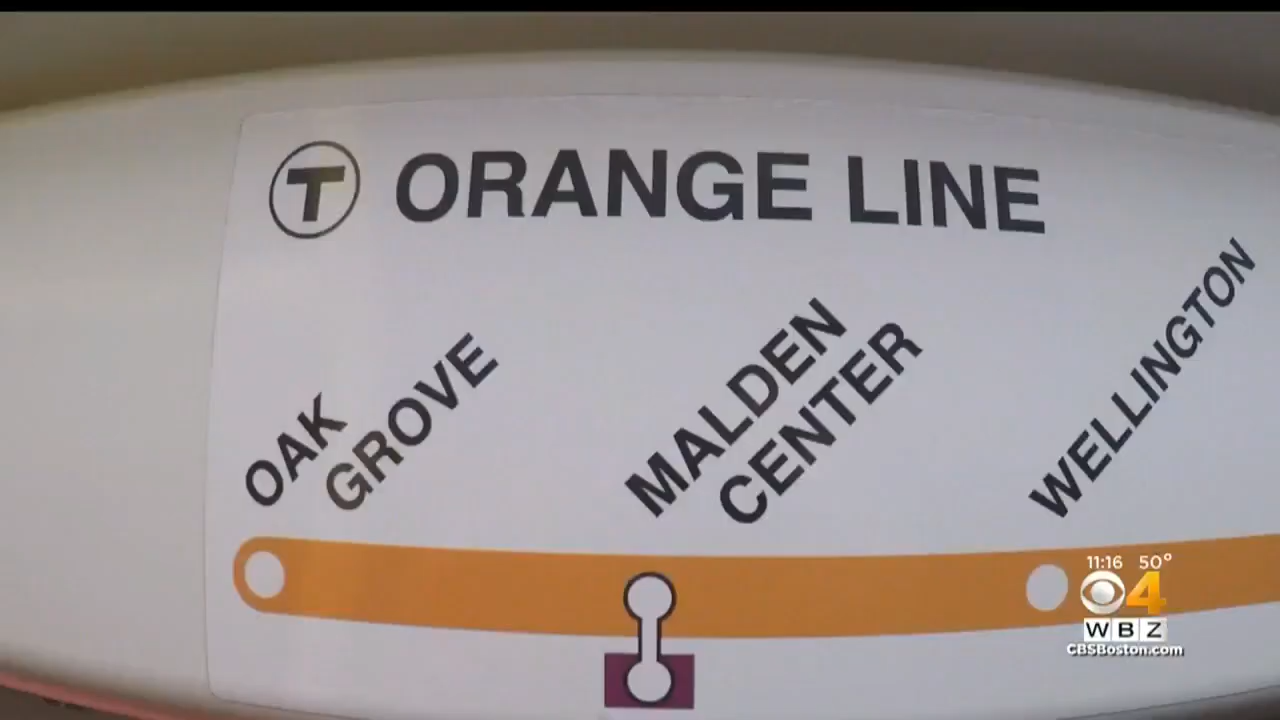 T ORANGE LINE
OAK
GROVE
MALDEN
CENTER
WELLINGTON
11:16 50°
4
WBZ
CBSBoston.com